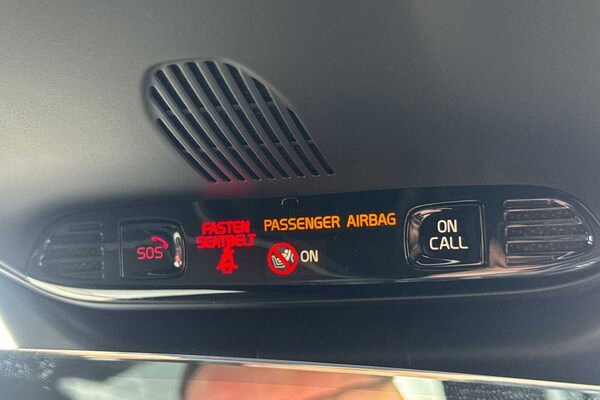 SOS
FASTEN
SEATBELT
PASSENGER AIRBAG
ON
ON
CALL